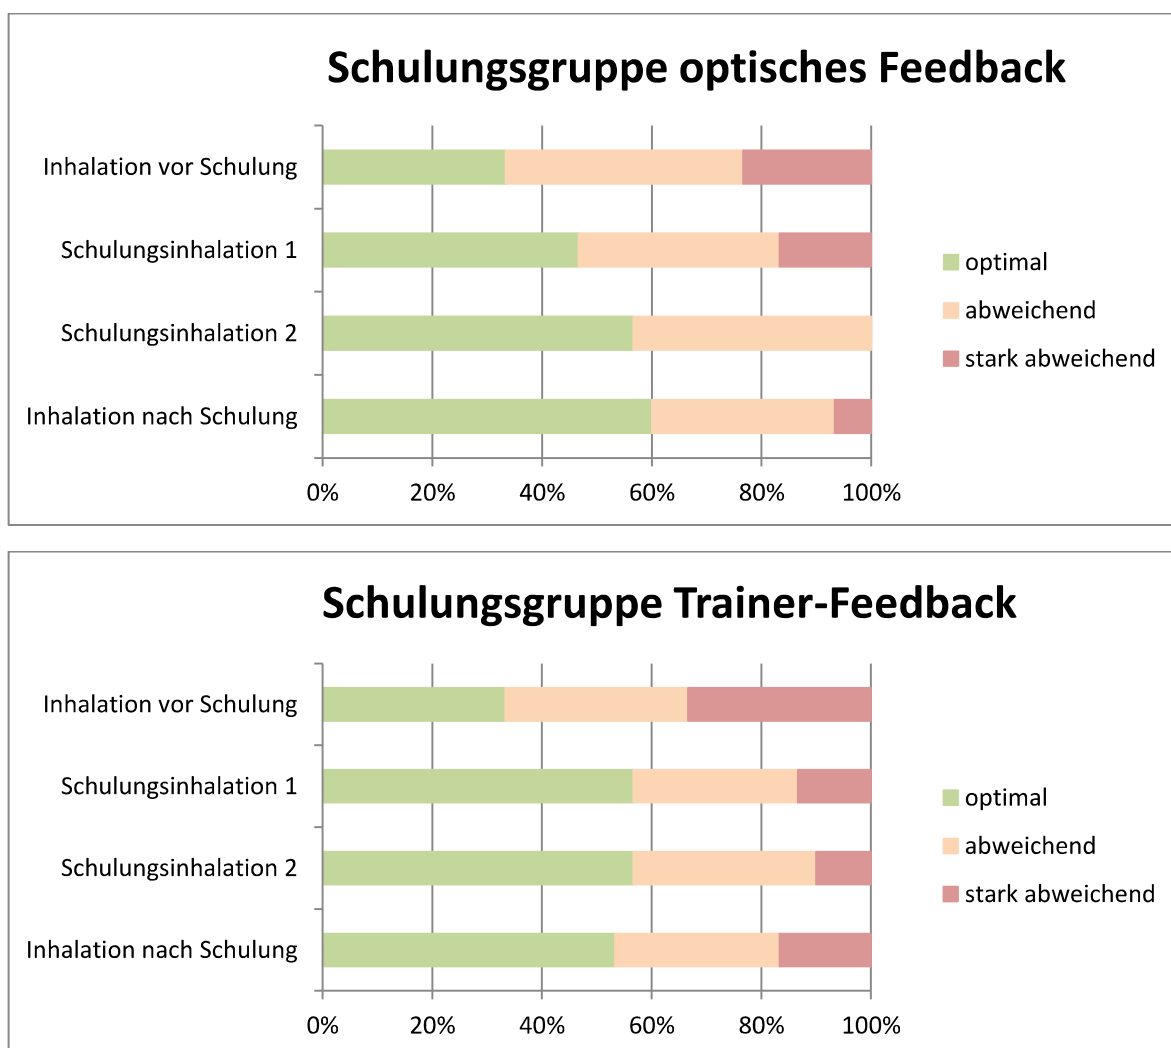 Schulungsgruppe optisches Feedback
Inhalation vor Schulung
Schulungsinhalation 1
Schulungsinhalation 2
Inhalation nach Schulung
0% 20% 40% 60% 80% 100%
optimal
abweichend
stark abweichend
Schulungsgruppe Trainer-Feedback
Inhalation vor Schulung
Schulungsinhalation 1
Schulungsinhalation 2
Inhalation nach Schulung
0% 20% 40% 60% 80% 100%
optimal
abweichend
stark abweichend